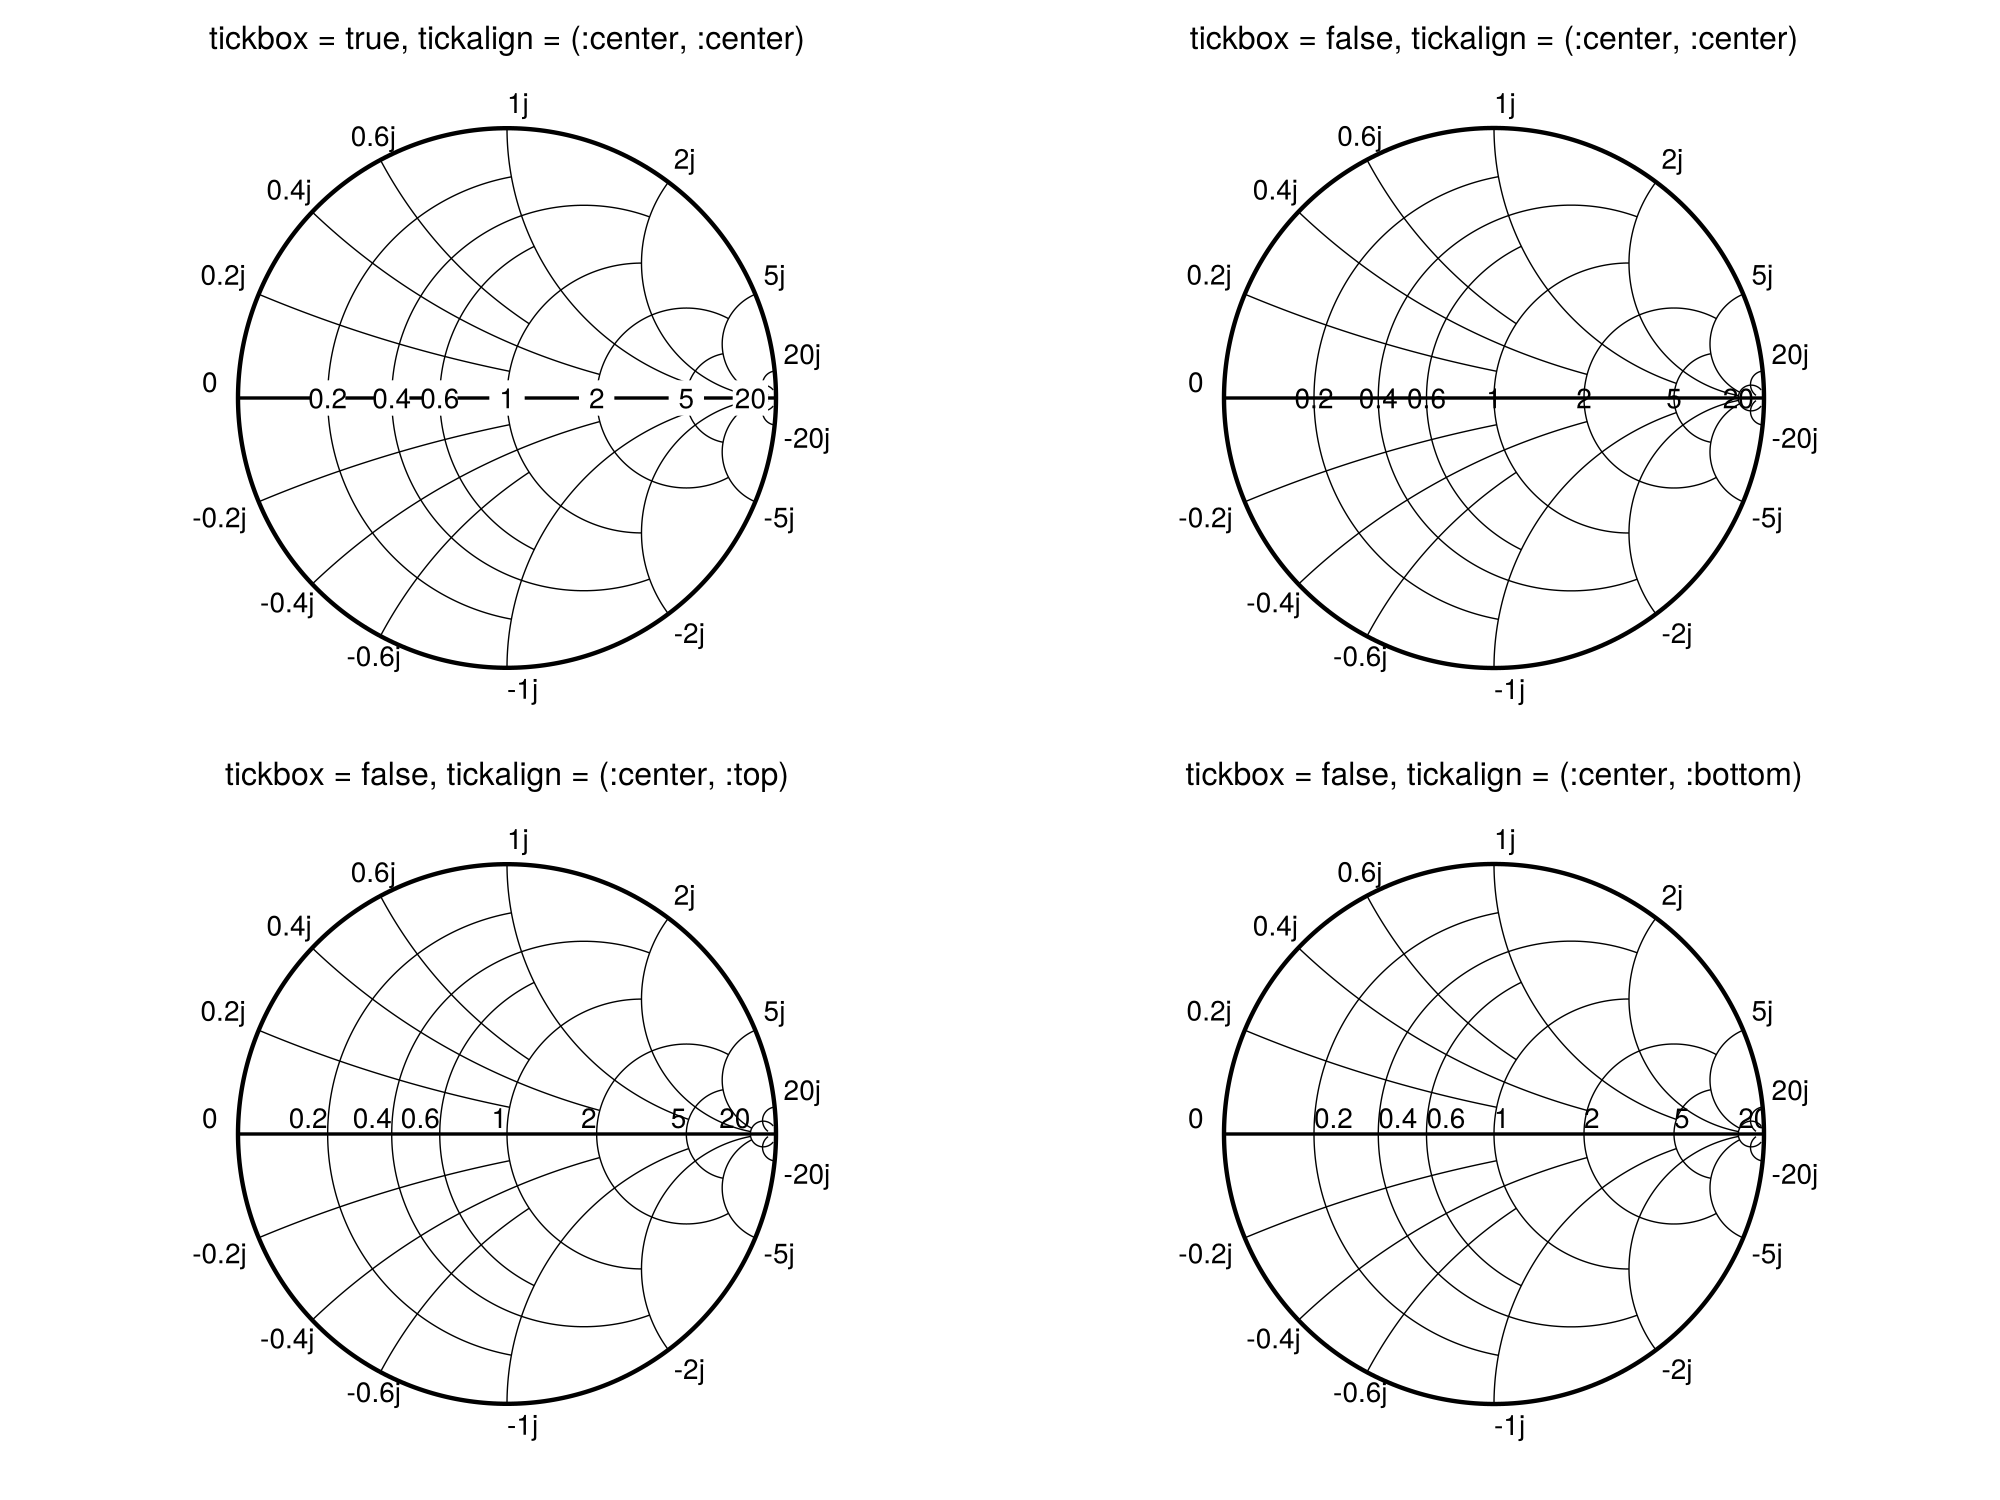 tickbox = true, tickalign = (:center, :center)
1j
0.6j
2j
0.4j
0.2j
5j
20j
0
0.2 0.4 0.6 1 2 5 20
-20j
-0.2j
-5j
-0.4j
-2j
-0.6j
-1j
tickbox = false, tickalign = (:center, :center)
1j
0.6j
2j
0.4j
0.2j
5j
20j
0
0.2 0.4 0.6 1 2 5 20
-20j
-0.2j
-5j
-0.4j
-2j
-0.6j
-1j
tickbox = false, tickalign = (:center, :top)
1j
0.6j
2j
0.4j
0.2j
5j
20j
0 0.2 0.4 0.6 1 2 5 20
-20j
-0.2j
-5j
-0.4j
-2j
-0.6j
-1j
tickbox = false, tickalign = (:center, :bottom)
1j
0.6j
2j
0.4j
0.2j
5j
20j
0 0.2 0.4 0.6 1 2 5 20
-20j
-0.2j
-5j
-0.4j
-2j
-0.6j
-1j